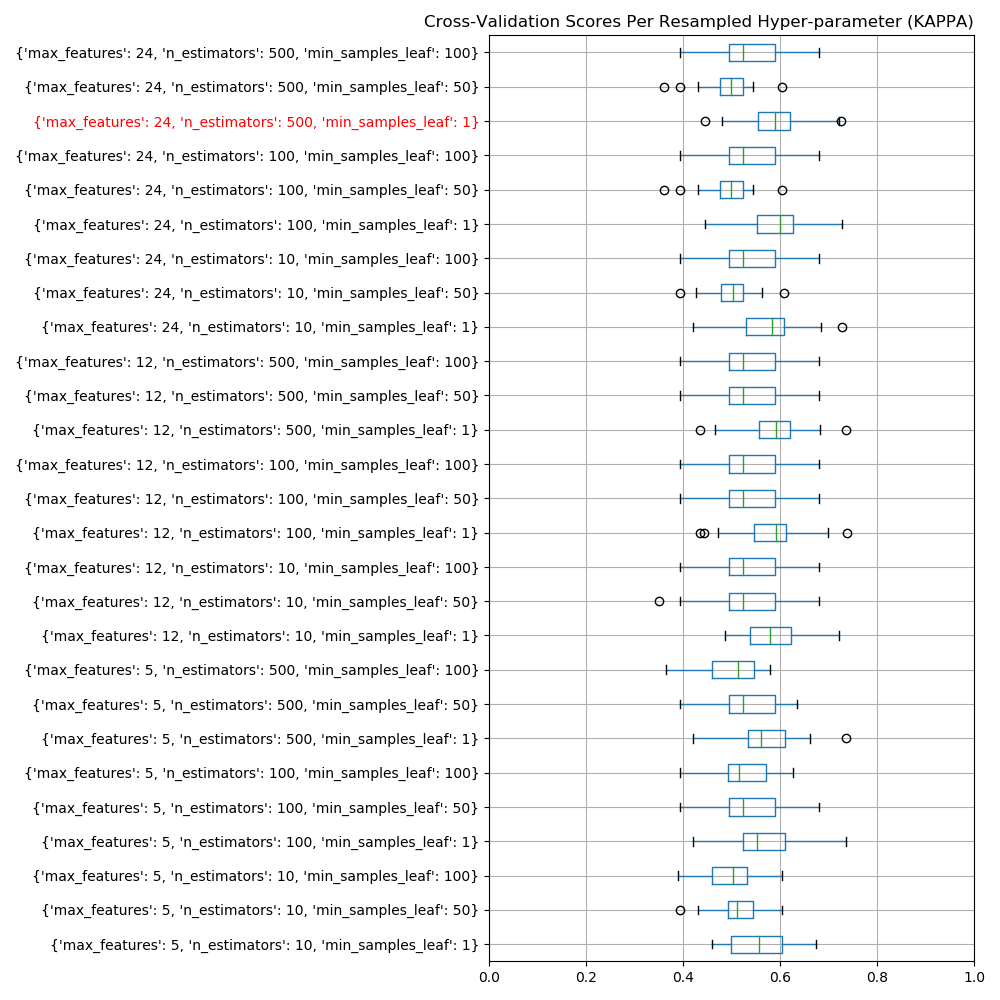 Cross-Validation Scores Per Resampled Hyper-parameter (KAPPA)
{'max_features': 24, 'n_estimators': 500, 'min_samples_leaf': 100}
{'max_features': 24, 'n_estimators': 500, 'min_samples_leaf': 50}
{'max_features': 24, 'n_estimators': 500, 'min_samples_leaf': 1}
{'max_features': 24, 'n_estimators': 100, 'min_samples_leaf': 100}
{'max_features': 24, 'n_estimators': 100, 'min_samples_leaf': 50}
{'max_features': 24, 'n_estimators': 100, 'min_samples_leaf': 1}
{'max_features': 24, 'n_estimators': 10, 'min_samples_leaf': 100}
{'max_features': 24, 'n_estimators': 10, 'min_samples_leaf': 50}
{'max_features': 24, 'n_estimators': 10, 'min_samples_leaf': 1}
{'max_features': 12, 'n_estimators': 500, 'min_samples_leaf': 100}
{'max_features': 12, 'n_estimators': 500, 'min_samples_leaf': 50}
{'max_features': 12, 'n_estimators': 500, 'min_samples_leaf': 1}
{'max_features': 12, 'n_estimators': 100, 'min_samples_leaf': 100}
{'max_features': 12, 'n_estimators': 100, 'min_samples_leaf': 50}
{'max_features': 12, 'n_estimators': 100, 'min_samples_leaf': 1}
{'max_features': 12, 'n_estimators': 10, 'min_samples_leaf': 100}
{'max_features': 12, 'n_estimators': 10, 'min_samples_leaf': 50}
{'max_features': 12, 'n_estimators': 10, 'min_samples_leaf': 1}
{'max_features': 5, 'n_estimators': 500, 'min_samples_leaf': 100}
{'max_features': 5, 'n_estimators': 500, 'min_samples_leaf': 50}
{'max_features': 5, 'n_estimators': 500, 'min_samples_leaf': 1}
{'max_features': 5, 'n_estimators': 100, 'min_samples_leaf': 100}
{'max_features': 5, 'n_estimators': 100, 'min_samples_leaf': 50}
{'max_features': 5, 'n_estimators': 100, 'min_samples_leaf': 1}
{'max_features': 5, 'n_estimators': 10, 'min_samples_leaf': 100}
{'max_features': 5, 'n_estimators': 10, 'min_samples_leaf': 50}
{'max_features': 5, 'n_estimators': 10, 'min_samples_leaf': 1}
0.0 0.2 0.4 0.6 0.8 1.0